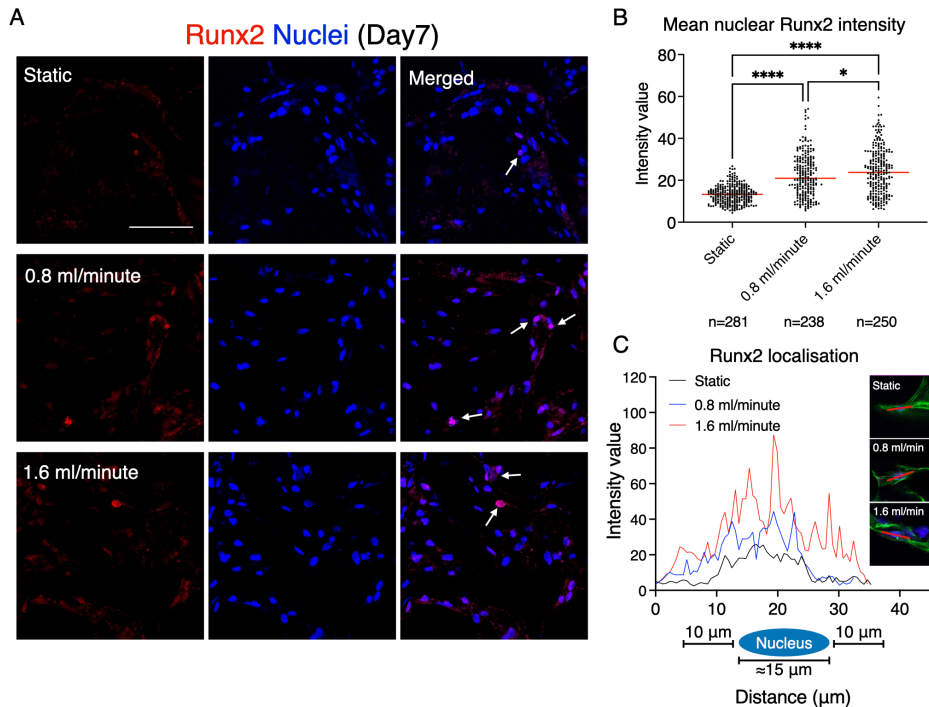 A
Runx2 Nuclei (Day7)
Static
Merged
0.8 ml/minute
1.6 ml/minute
B
Mean nuclear Runx2 intensity
****
****
*
Intensity value
80
60
40
20
0
Static
0.8 ml/minute
1.6 ml/minute
n=281
n=238
n=250
C
Runx2 localisation
Static
0.8 ml/minute
1.6 ml/minute
Intensity value
120
100
80
60
40
20
0
0
10
20
30
40
Static
0.8 ml/min
1.6 ml/min
10 µm
Nucleus
10 µm
≈15 µm
Distance (µm)